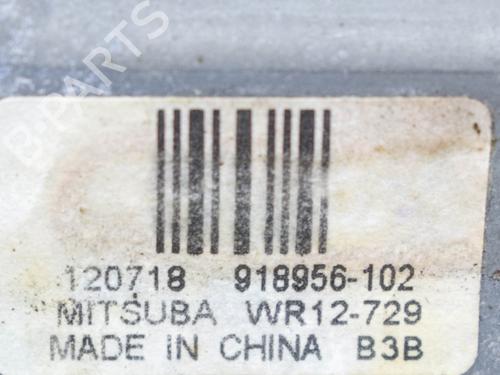 B-PARTS
120718 918956-102
MITSUBA WR12-729
MADE IN CHINA B3B